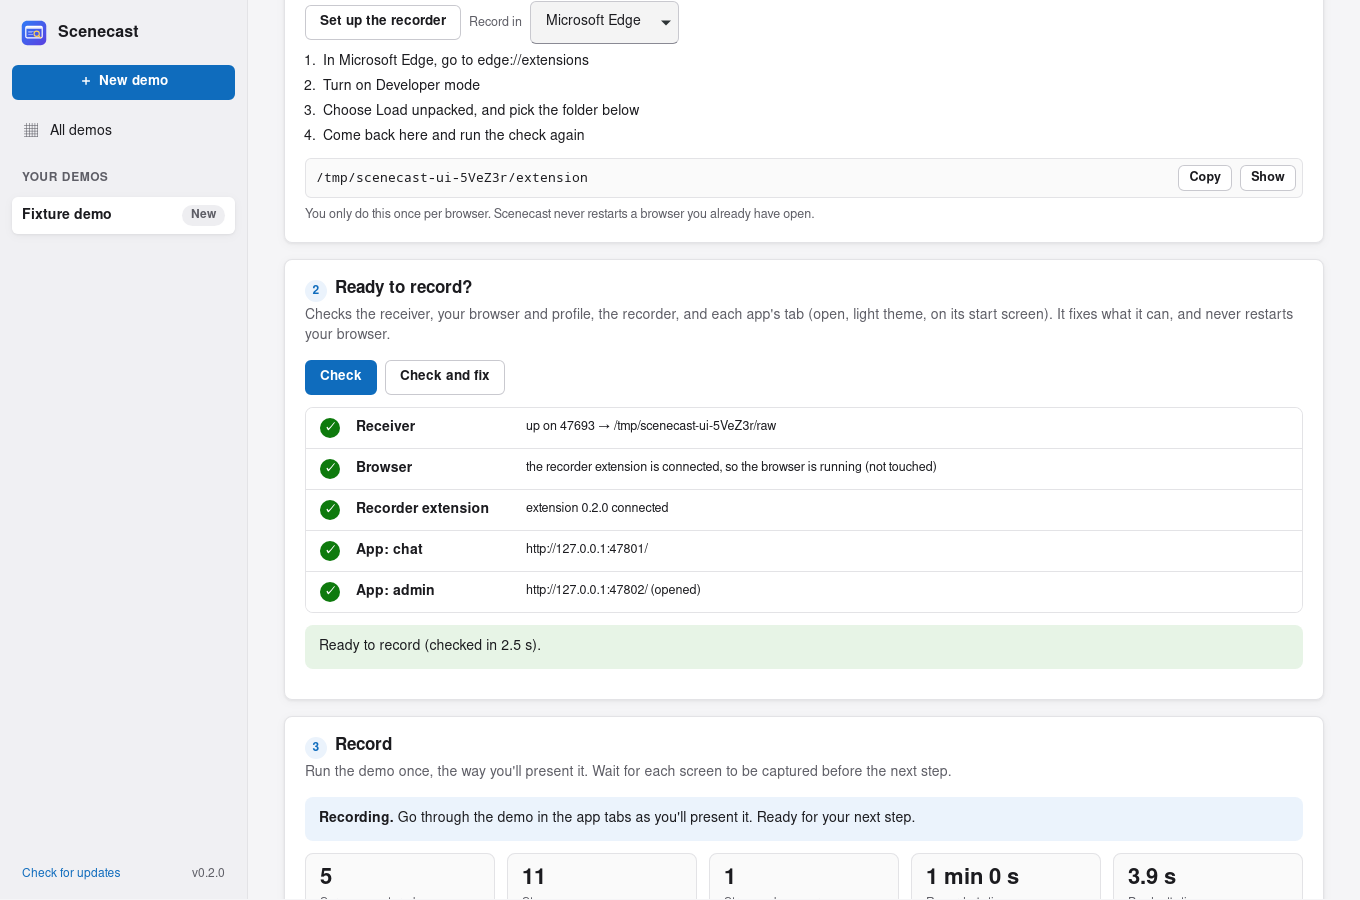 Scenecast
+ New demo
All demos
YOUR DEMOS
Fixture demo New
Check for updates v0.2.0
Set up the recorder Record in Microsoft Edge
1. In Microsoft Edge, go to edge://extensions
2. Turn on Developer mode
3. Choose Load unpacked, and pick the folder below
4. Come back here and run the check again
/tmp/scenecast-ui-5VeZ3r/extension Copy Show
You only do this once per browser. Scenecast never restarts a browser you already have open.
2 Ready to record?
Checks the receiver, your browser and profile, the recorder, and each app's tab (open, light theme, on its start screen). It fixes what it can, and never restarts
your browser.
Check Check and fix
Receiver up on 47693 → /tmp/scenecast-ui-5VeZ3r/raw
Browser the recorder extension is connected, so the browser is running (not touched)
Recorder extension extension 0.2.0 connected
App: chat http://127.0.0.1:47801/
App: admin http://127.0.0.1:47802/ (opened)
Ready to record (checked in 2.5 s).
3 Record
Run the demo once, the way you'll present it. Wait for each screen to be captured before the next step.
Recording. Go through the demo in the app tabs as you'll present it. Ready for your next step.
5 11 1 1 min 0 s 3.9 s